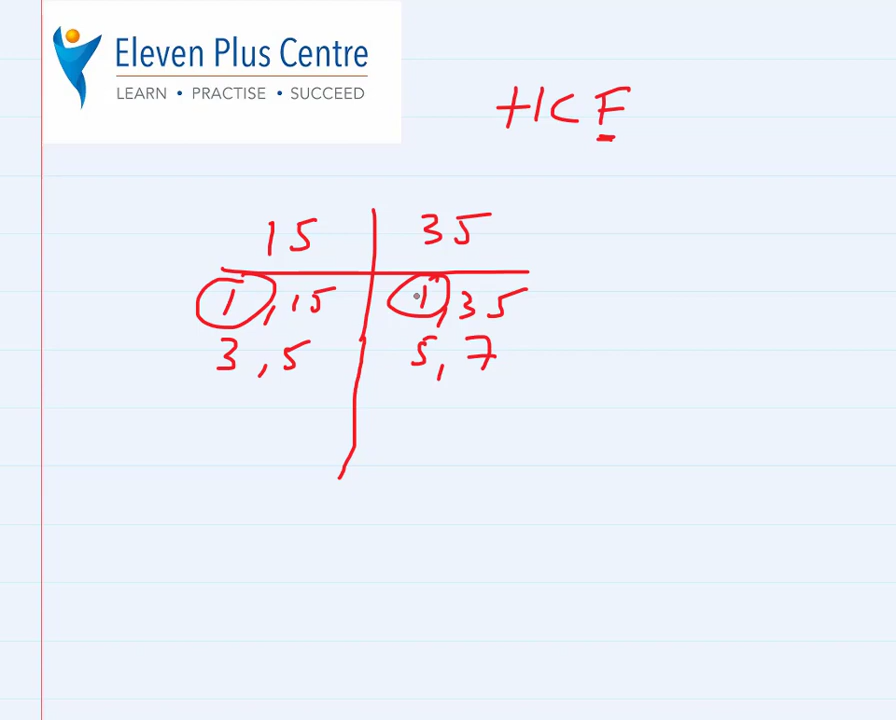 Eleven Plus Centre
LEARN • PRACTISE • SUCCEED
HCF
15 35
1, 15 1, 35
3, 5 5, 7